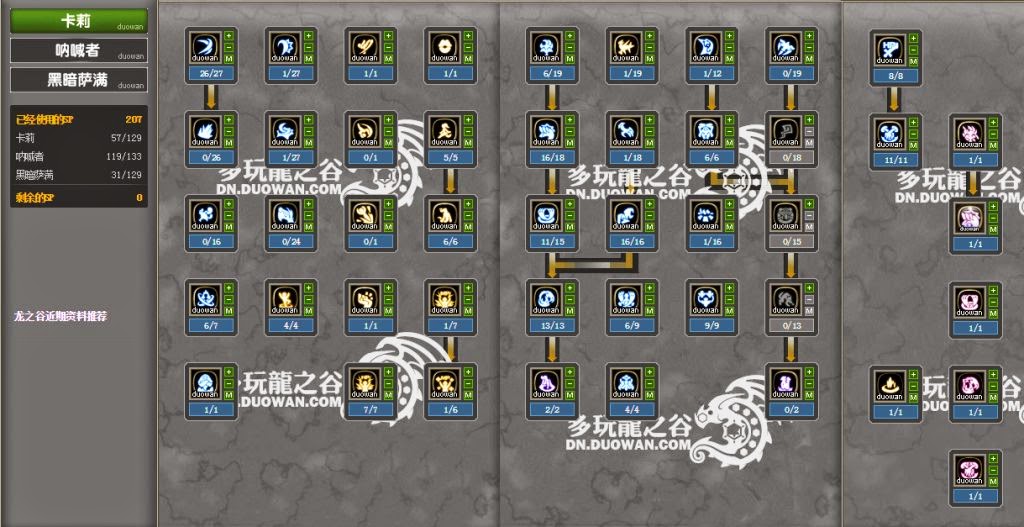 卡莉 duowan
呐喊者 duowan
黑暗萨满 duowan
已经使用的SP 207
卡莉 57/129
呐喊者 119/133
黑暗萨满 31/129
剩余的SP 0
龙之谷近期资料推荐
26/27 1/27 1/1 1/1 6/19 1/19 1/12 0/19 8/8
0/26 1/27 0/1 5/5 16/18 1/18 6/6 0/18 11/11 1/1
多玩龍之谷 多玩龍之谷 多玩龍之谷
DN.DUOWAN.COM DN.DUOWAN.COM DN.DUOWAN.COM
0/16 0/24 0/1 6/6 11/15 16/16 1/16 0/15 1/1
6/7 4/4 1/1 1/7 13/13 6/9 9/9 0/13 1/1
1/1 7/7 1/6 2/2 4/4 0/2 1/1 1/1
多玩龍之谷
DN.DUOWAN.COM
1/1